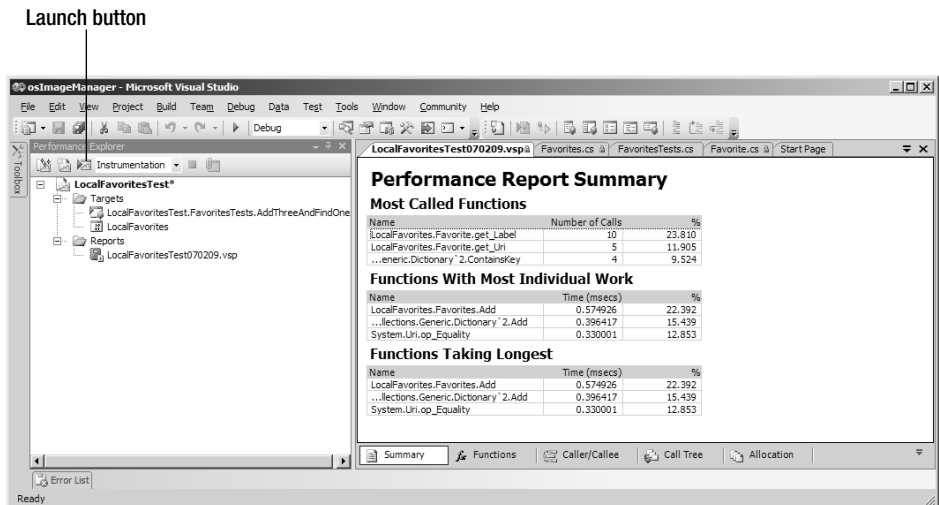 Launch button
osImageManager - Microsoft Visual Studio
File Edit View Project Build Team Debug Data Test Tools Window Community Help
Debug
Toolbox
Performance Explorer
Instrumentation
LocalFavoritesTest*
Targets
LocalFavoritesTest.FavoritesTests.AddThreeAndFindOne
LocalFavorites
Reports
LocalFavoritesTest070209.vsp
LocalFavoritesTest070209.vsp Favorites.cs FavoritesTests.cs Favorite.cs Start Page
Performance Report Summary
Most Called Functions
Name Number of Calls %
LocalFavorites.Favorite.get_Label 10 23.810
LocalFavorites.Favorite.get_Uri 5 11.905
...eneric.Dictionary`2.ContainsKey 4 9.524
Functions With Most Individual Work
Name Time (msecs) %
LocalFavorites.Favorites.Add 0.574926 22.392
...llections.Generic.Dictionary`2.Add 0.396417 15.439
System.Uri.op_Equality 0.330001 12.853
Functions Taking Longest
Name Time (msecs) %
LocalFavorites.Favorites.Add 0.574926 22.392
...llections.Generic.Dictionary`2.Add 0.396417 15.439
System.Uri.op_Equality 0.330001 12.853
Summary Functions Caller/Callee Call Tree Allocation
Error List
Ready